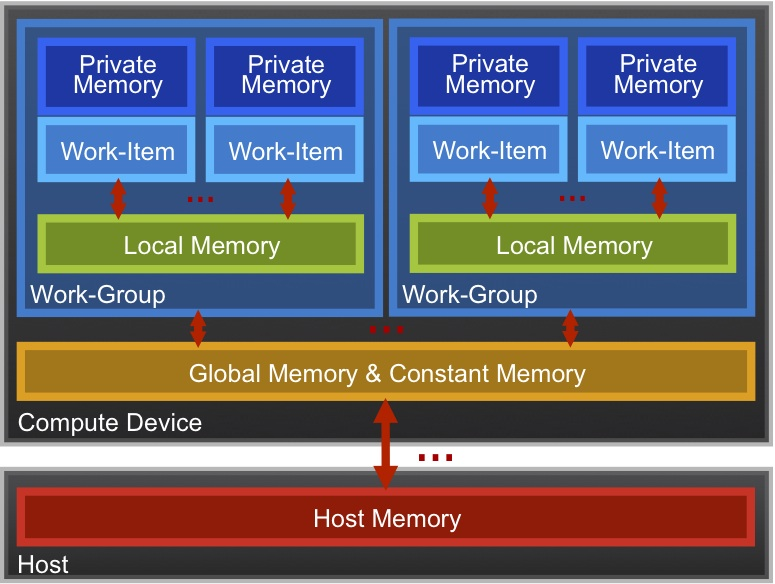 Private
Memory
Private
Memory
Private
Memory
Private
Memory
Work-Item
Work-Item
Work-Item
Work-Item
...
...
Local Memory
Local Memory
Work-Group
Work-Group
...
Global Memory & Constant Memory
Compute Device
...
Host Memory
Host